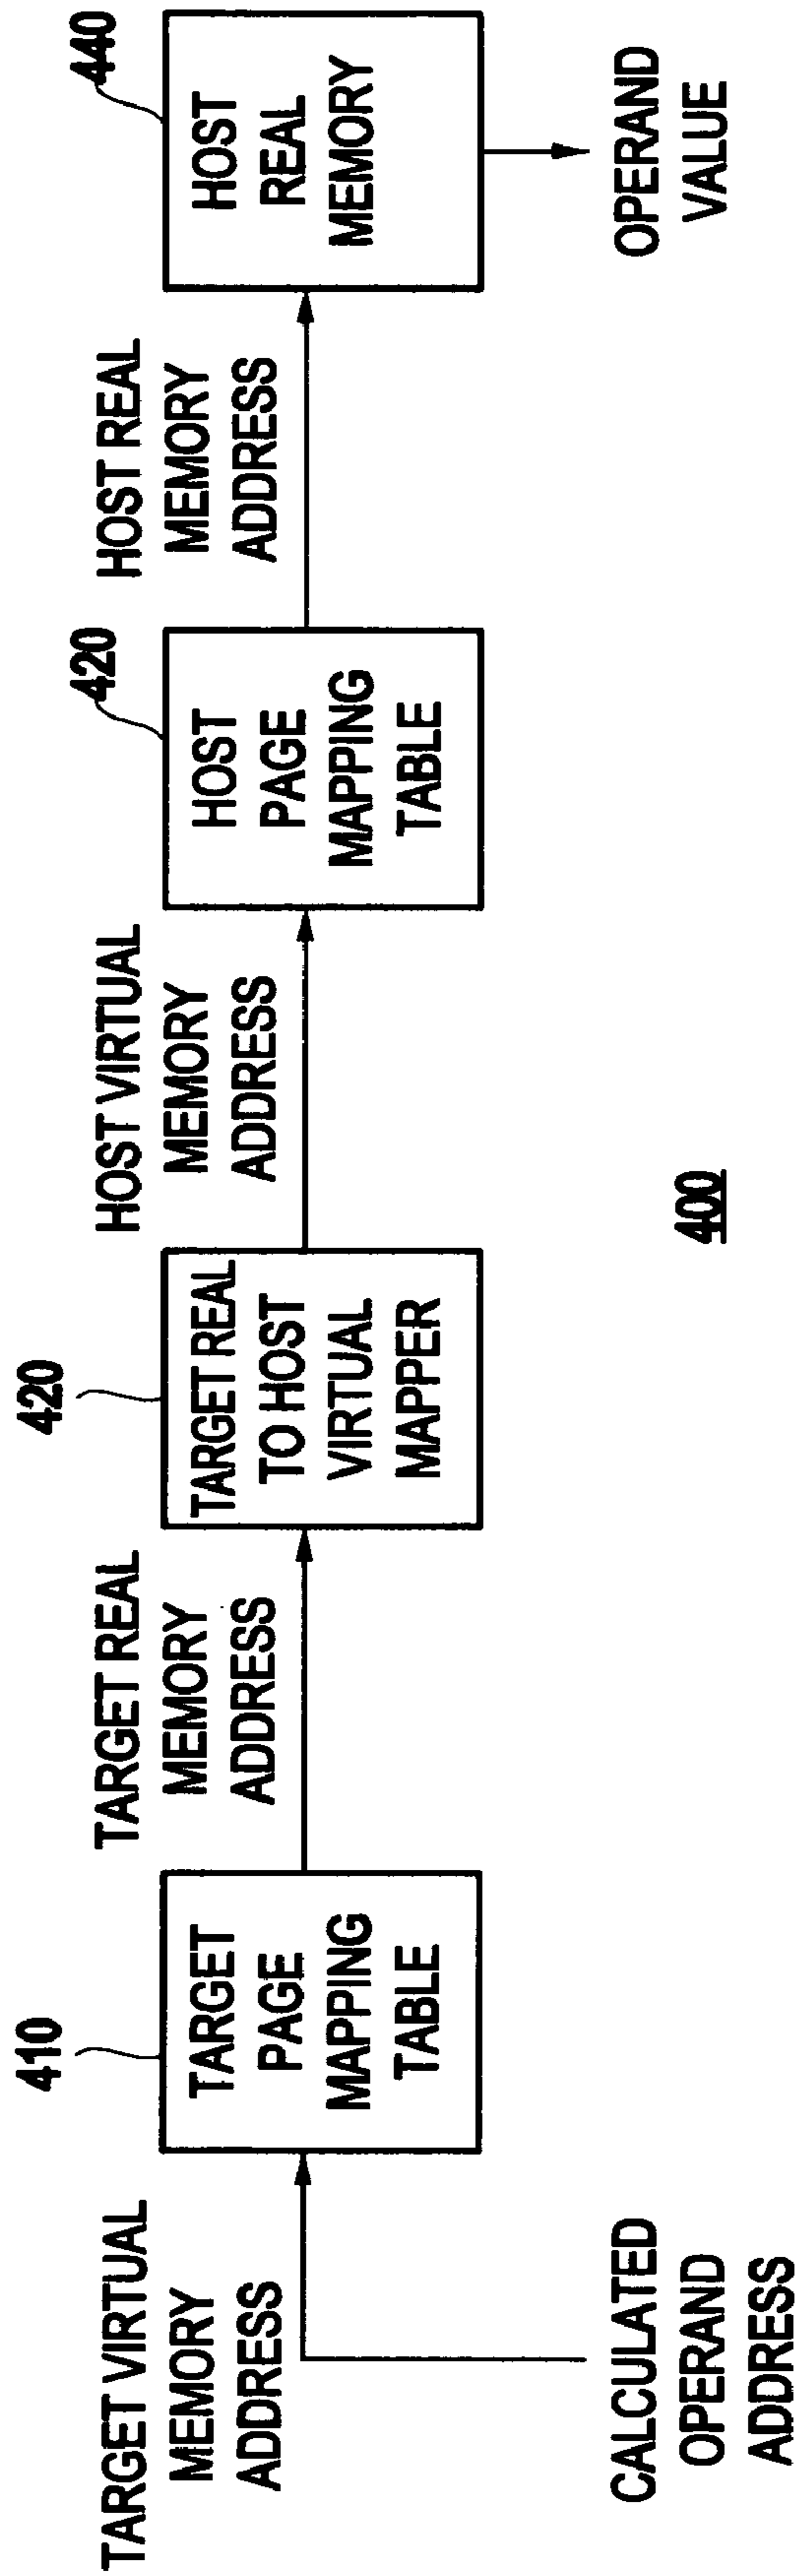 TARGET VIRTUAL
MEMORY
ADDRESS
CALCULATED
OPERAND
ADDRESS
410
TARGET
PAGE
MAPPING
TABLE
TARGET REAL
MEMORY
ADDRESS
420
TARGET REAL
TO HOST
VIRTUAL
MAPPER
HOST VIRTUAL
MEMORY
ADDRESS
420
HOST
PAGE
MAPPING
TABLE
HOST REAL
MEMORY
ADDRESS
440
HOST
REAL
MEMORY
OPERAND
VALUE
400